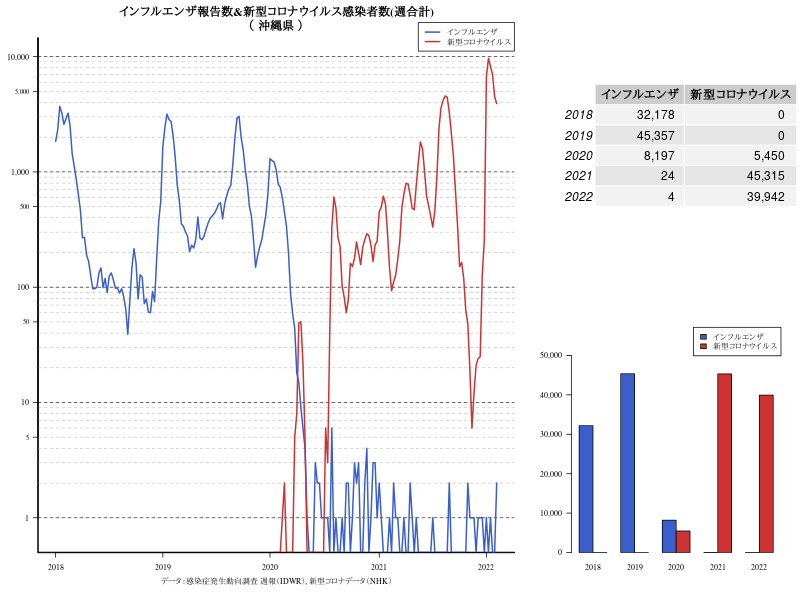 インフルエンザ報告数&新型コロナウイルス感染者数(週合計)
( 沖縄県 )
インフルエンザ
新型コロナウイルス
10,000
5,000
1,000
500
100
50
10
5
1
2018 2019 2020 2021 2022
データ:感染症発生動向調査 週報(IDWR)、新型コロナデータ(NHK)
インフルエンザ 新型コロナウイルス
2018 32,178 0
2019 45,357 0
2020 8,197 5,450
2021 24 45,315
2022 4 39,942
インフルエンザ
新型コロナウイルス
50,000
40,000
30,000
20,000
10,000
0
2018 2019 2020 2021 2022